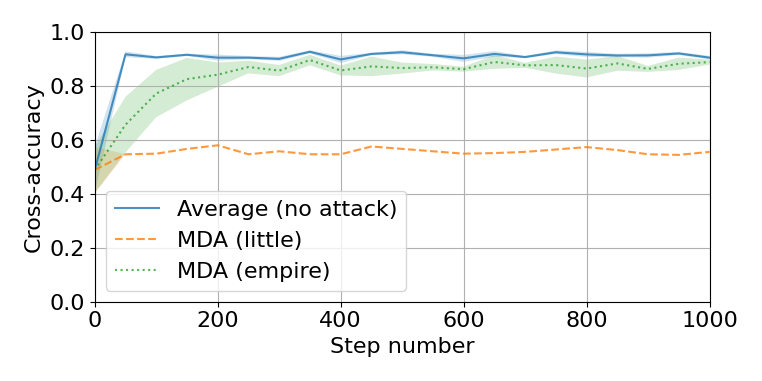 1.0
0.8
0.6
0.4
0.2
0.0
Cross-accuracy
Average (no attack)
MDA (little)
MDA (empire)
0 200 400 600 800 1000
Step number